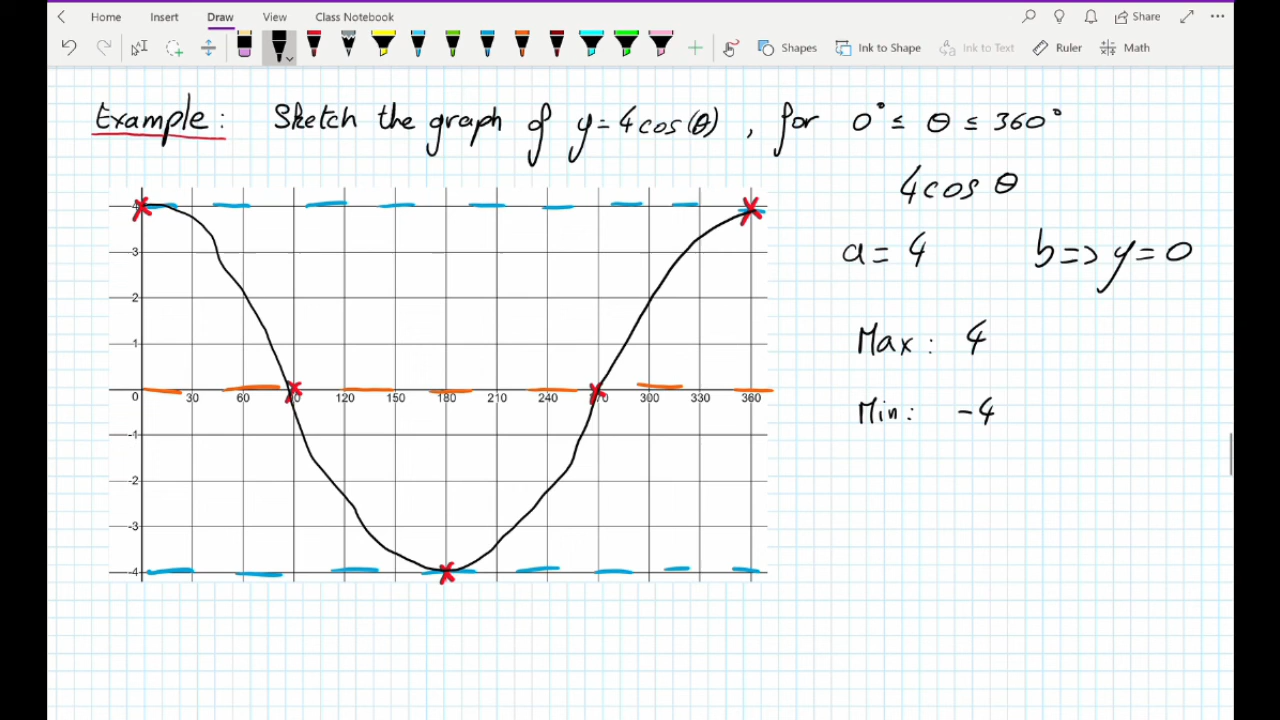 Home Insert Draw View Class Notebook Share
Shapes Ink to Shape Ink to Text Ruler Math
Example: Sketch the graph of y=4cos(θ), for 0° ≤ θ ≤ 360°
4cos θ
a = 4 b => y = 0
Max: 4
Min: -4
4
3
2
1
0 30 60 120 150 180 210 240 300 330 360
-1
-2
-3
-4